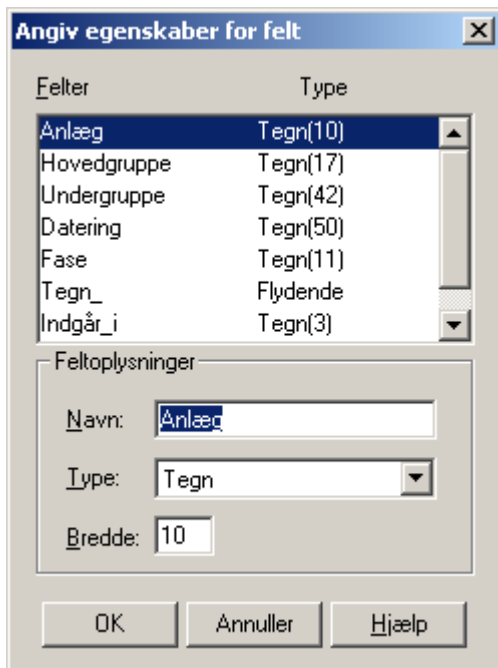 Angiv egenskaber for felt
Felter Type
Anlæg Tegn(10)
Hovedgruppe Tegn(17)
Undergruppe Tegn(42)
Datering Tegn(50)
Fase Tegn(11)
Tegn_ Flydende
Indgår_i Tegn(3)
Feltoplysninger
Navn: Anlæg
Type: Tegn
Bredde: 10
OK Annuller Hjælp